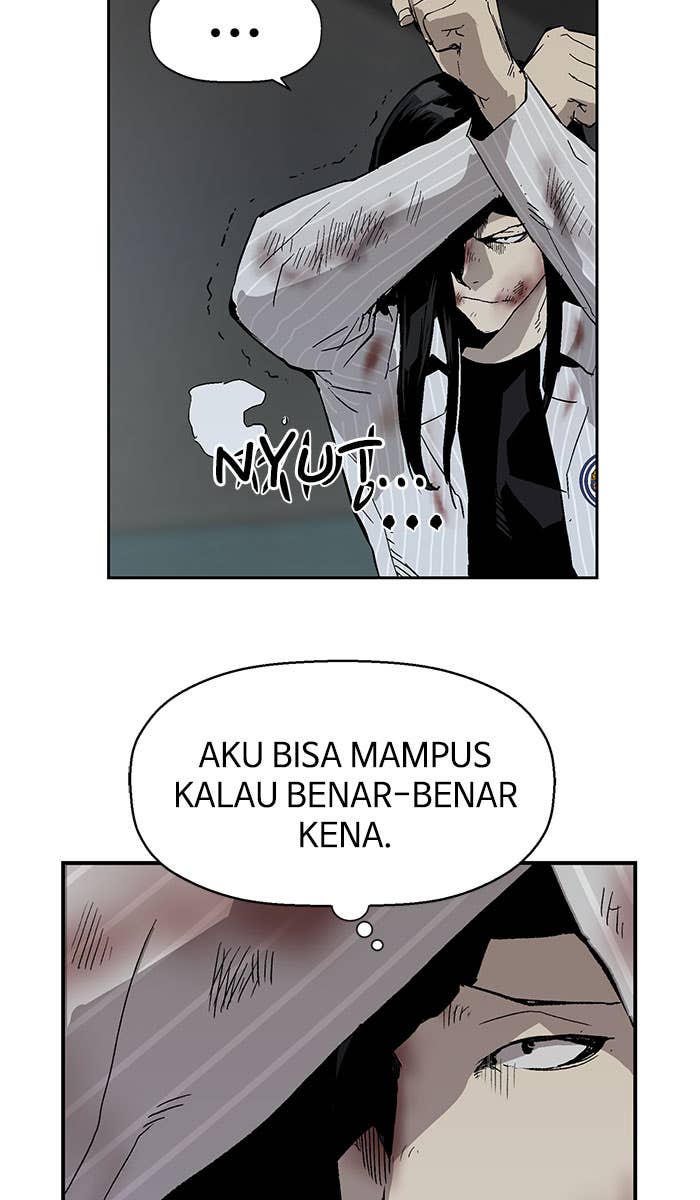 ...
NYUT...
AKU BISA MAMPUS
KALAU BENAR-BENAR
KENA.